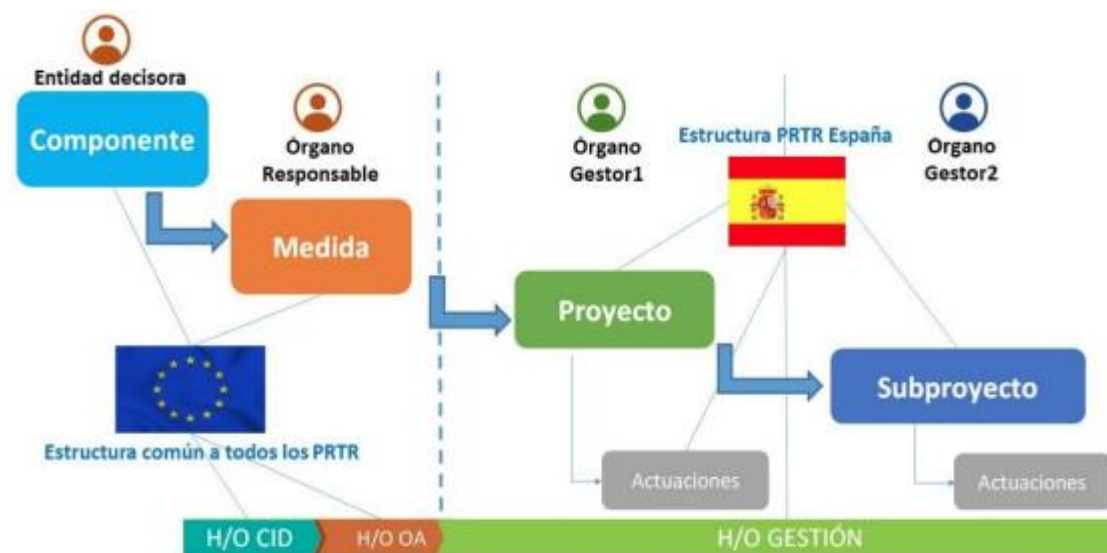 Entidad decisora
Componente
Órgano
Responsable
Medida
Estructura común a todos los PRTR
Órgano
Gestor1
Estructura PRTR España
Órgano
Gestor2
Proyecto
Subproyecto
Actuaciones
Actuaciones
H/O CID
H/O OA
H/O GESTIÓN